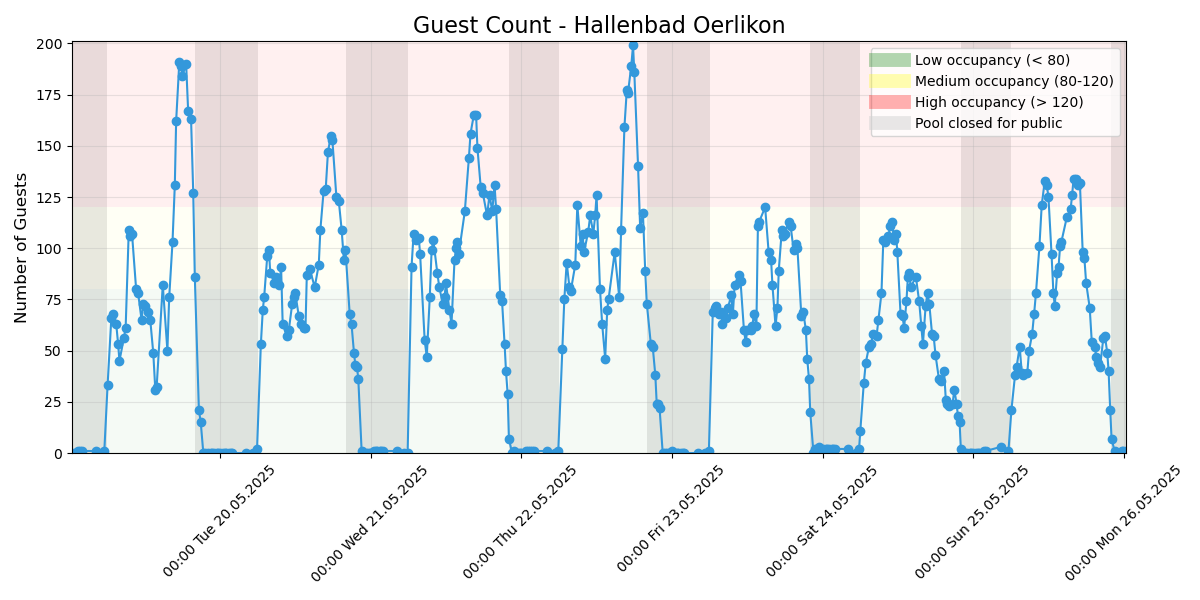 Guest Count - Hallenbad Oerlikon
Number of Guests
200
175
150
125
100
75
50
25
0
Low occupancy (< 80)
Medium occupancy (80-120)
High occupancy (> 120)
Pool closed for public
00:00 Tue 20.05.2025
00:00 Wed 21.05.2025
00:00 Thu 22.05.2025
00:00 Fri 23.05.2025
00:00 Sat 24.05.2025
00:00 Sun 25.05.2025
00:00 Mon 26.05.2025